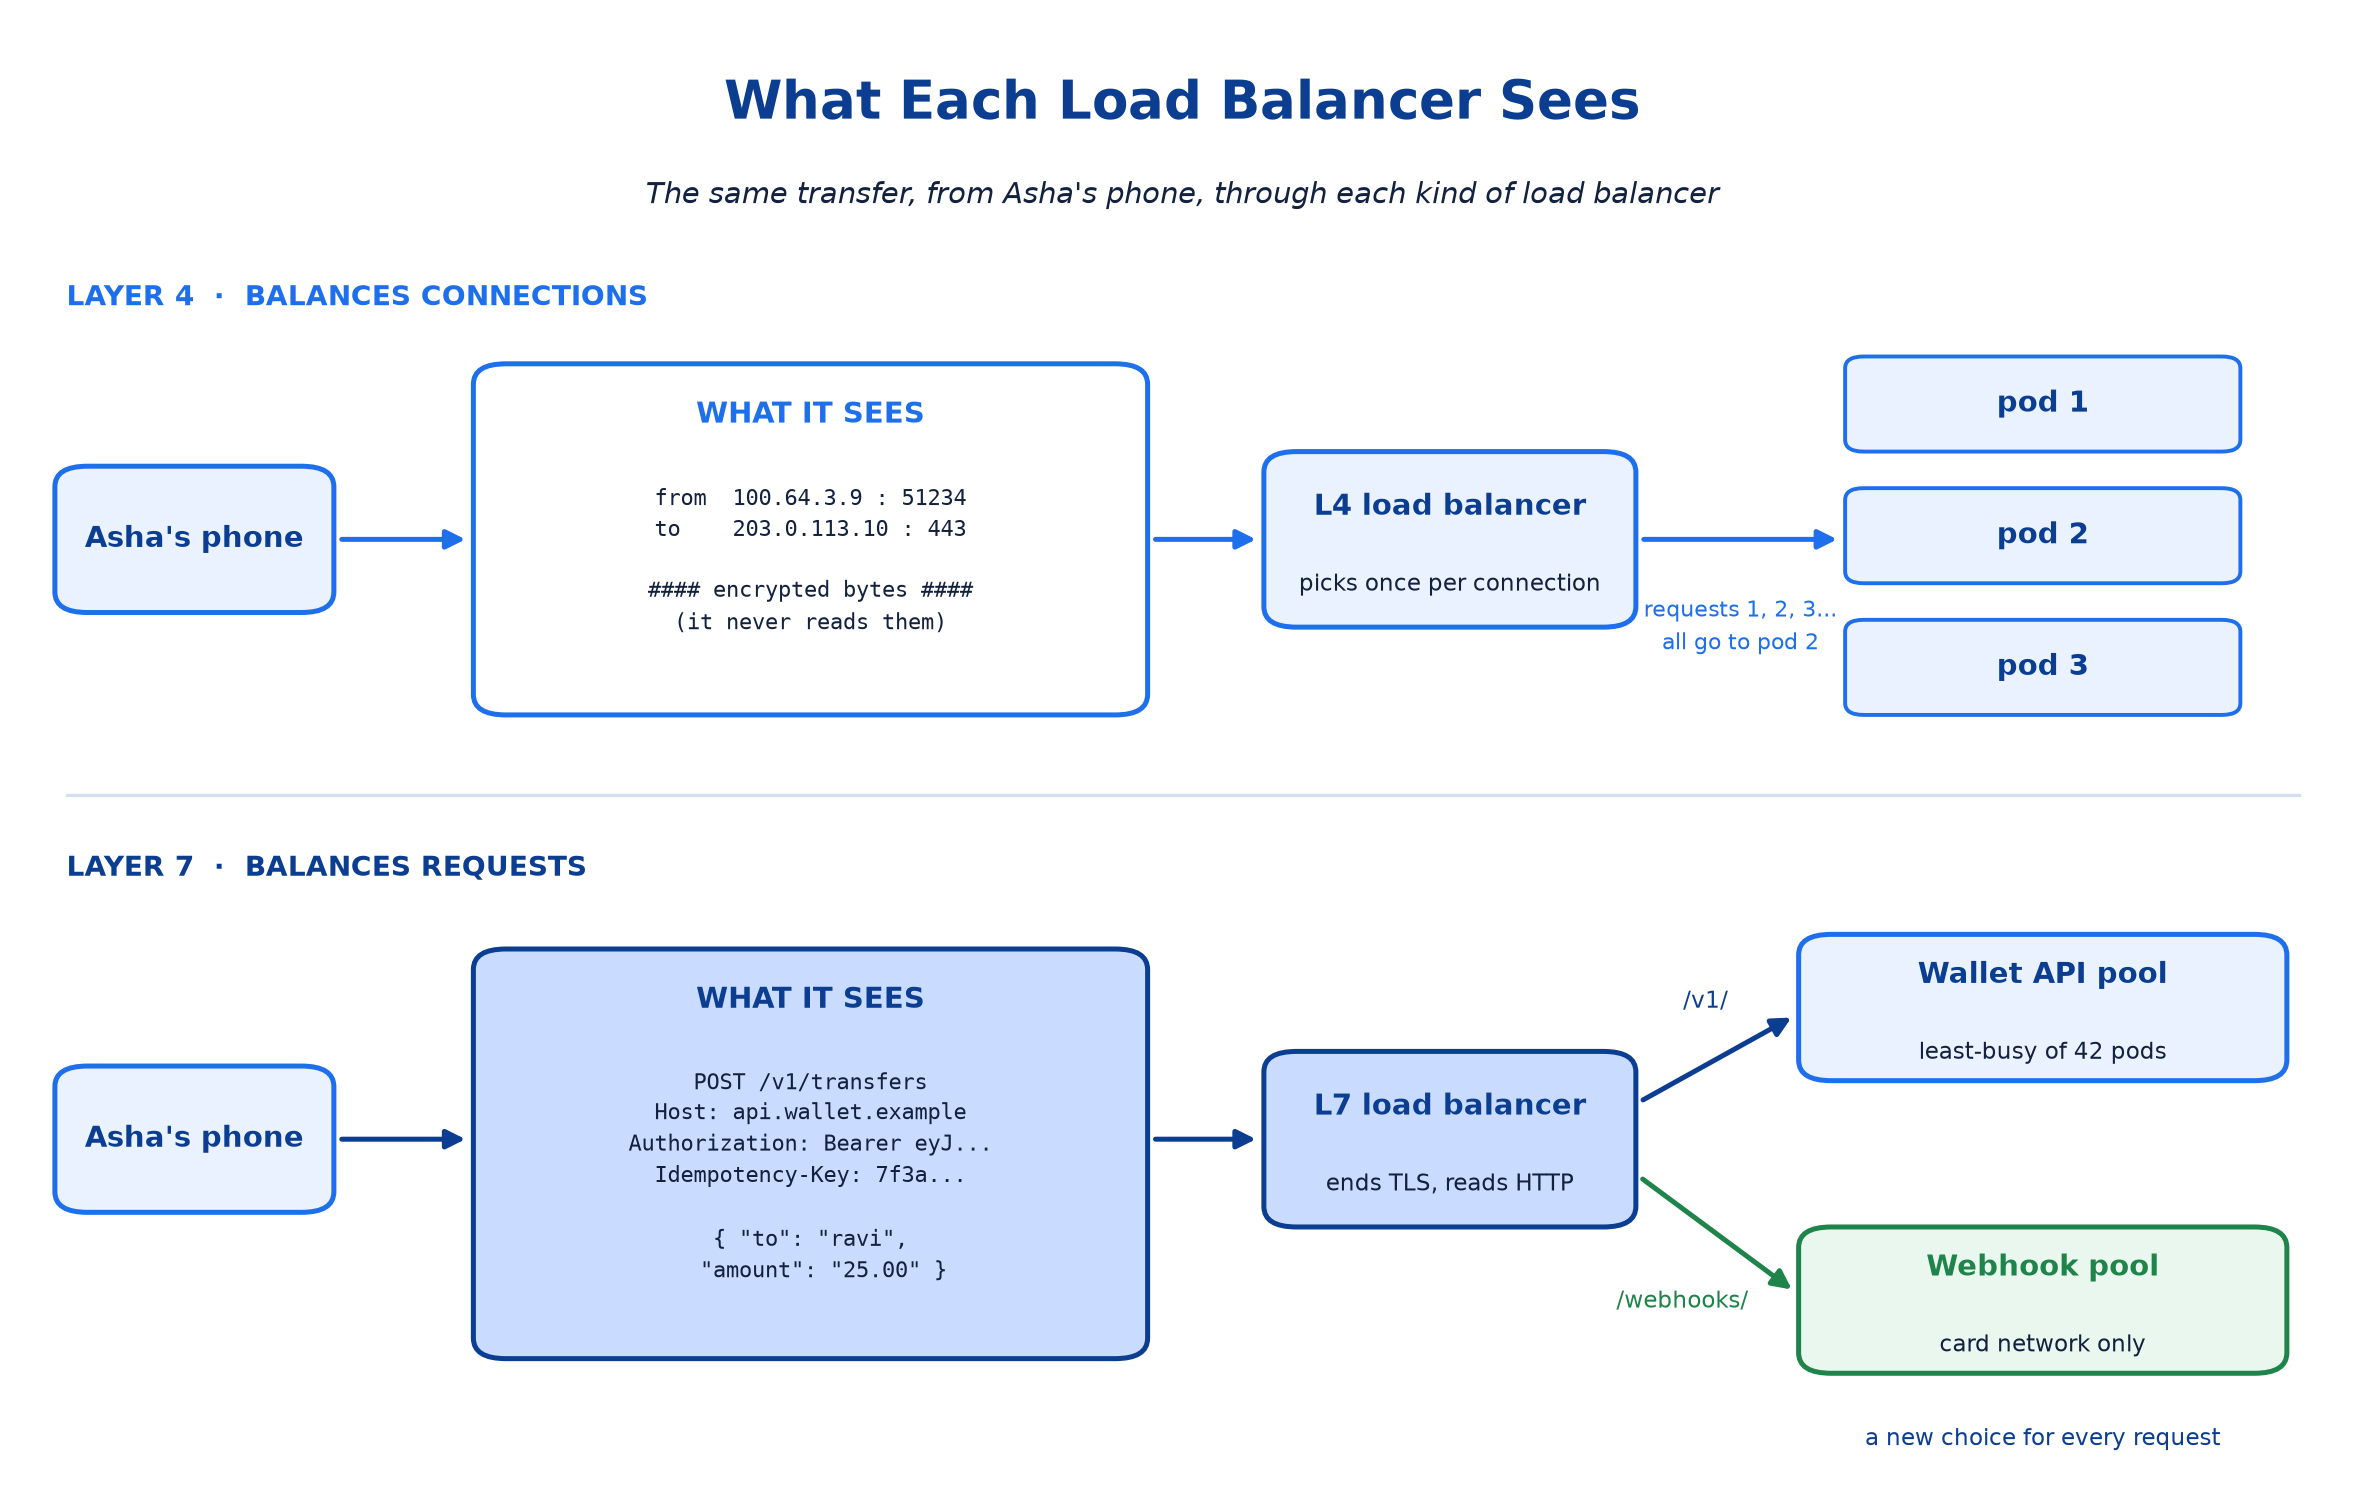 What Each Load Balancer Sees
The same transfer, from Asha's phone, through each kind of load balancer
LAYER 4 · BALANCES CONNECTIONS
Asha's phone
WHAT IT SEES
from 100.64.3.9 : 51234
to 203.0.113.10 : 443
#### encrypted bytes ####
(it never reads them)
L4 load balancer
picks once per connection
requests 1, 2, 3...
all go to pod 2
pod 1
pod 2
pod 3
LAYER 7 · BALANCES REQUESTS
Asha's phone
WHAT IT SEES
POST /v1/transfers
Host: api.wallet.example
Authorization: Bearer eyJ...
Idempotency-Key: 7f3a...
{ "to": "ravi",
"amount": "25.00" }
L7 load balancer
ends TLS, reads HTTP
/v1/
Wallet API pool
least-busy of 42 pods
/webhooks/
Webhook pool
card network only
a new choice for every request